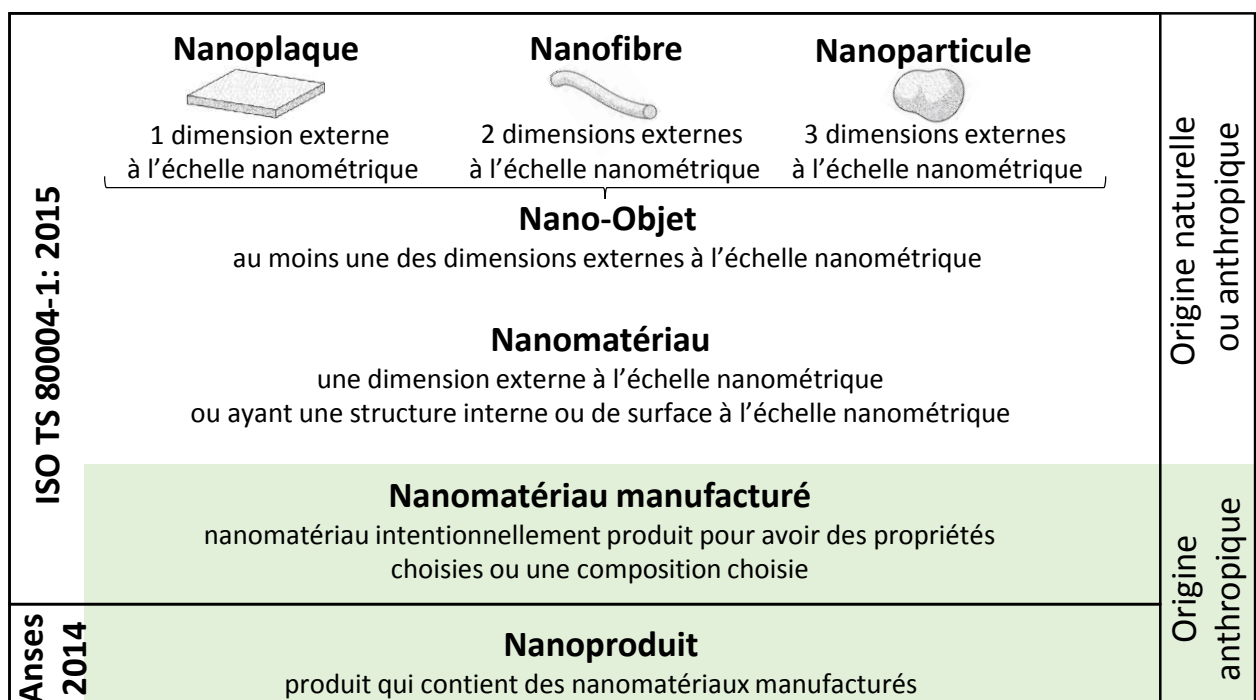 Nanoplaque
Nanofibre
Nanoparticule
1 dimension externe
à l'échelle nanométrique
2 dimensions externes
à l'échelle nanométrique
3 dimensions externes
à l'échelle nanométrique
Nano-Objet
au moins une des dimensions externes à l'échelle nanométrique
Nanomatériau
une dimension externe à l'échelle nanométrique
ou ayant une structure interne ou de surface à l'échelle nanométrique
Nanomatériau manufacturé
nanomatériau intentionnellement produit pour avoir des propriétés
choisies ou une composition choisie
Nanoproduit
produit qui contient des nanomatériaux manufacturés
ISO TS 80004-1: 2015
Anses
2014
Origine naturelle
ou anthropique
Origine
anthropique